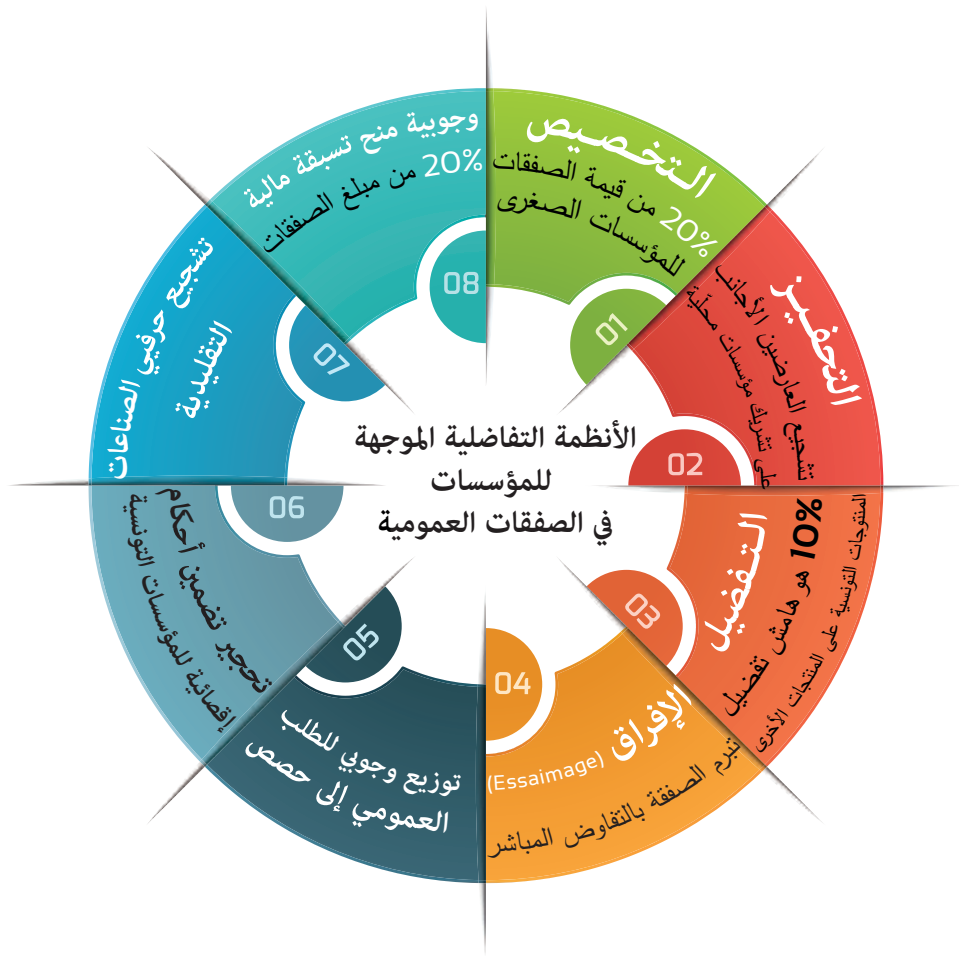 الأنظمة التفاضلية الموجهة
للمؤسسات
في الصفقات العمومية
01
التخصيص
20% من قيمة الصفقات
للمؤسسات الصغرى
02
التحفيز
تشجيع العارضين الأجانب
على تشريك مؤسسات محلّية
03
التفضيل
10% هو هامش تفضيل
المنتوجات التونسية على المنتجات الأخرى
04
الإفراق
(Essaimage)
تبرم الصفقة بالتفاوض المباشر
05
توزيع وجوبي للطلب
العمومي إلى حصص
06
تحجير تضمين أحكام
إقصائية للمؤسسات التونسية
07
تشجيع حرفيي الصناعات
التقليدية
08
وجوبية منح تسبقة مالية
20% من مبلغ الصفقات